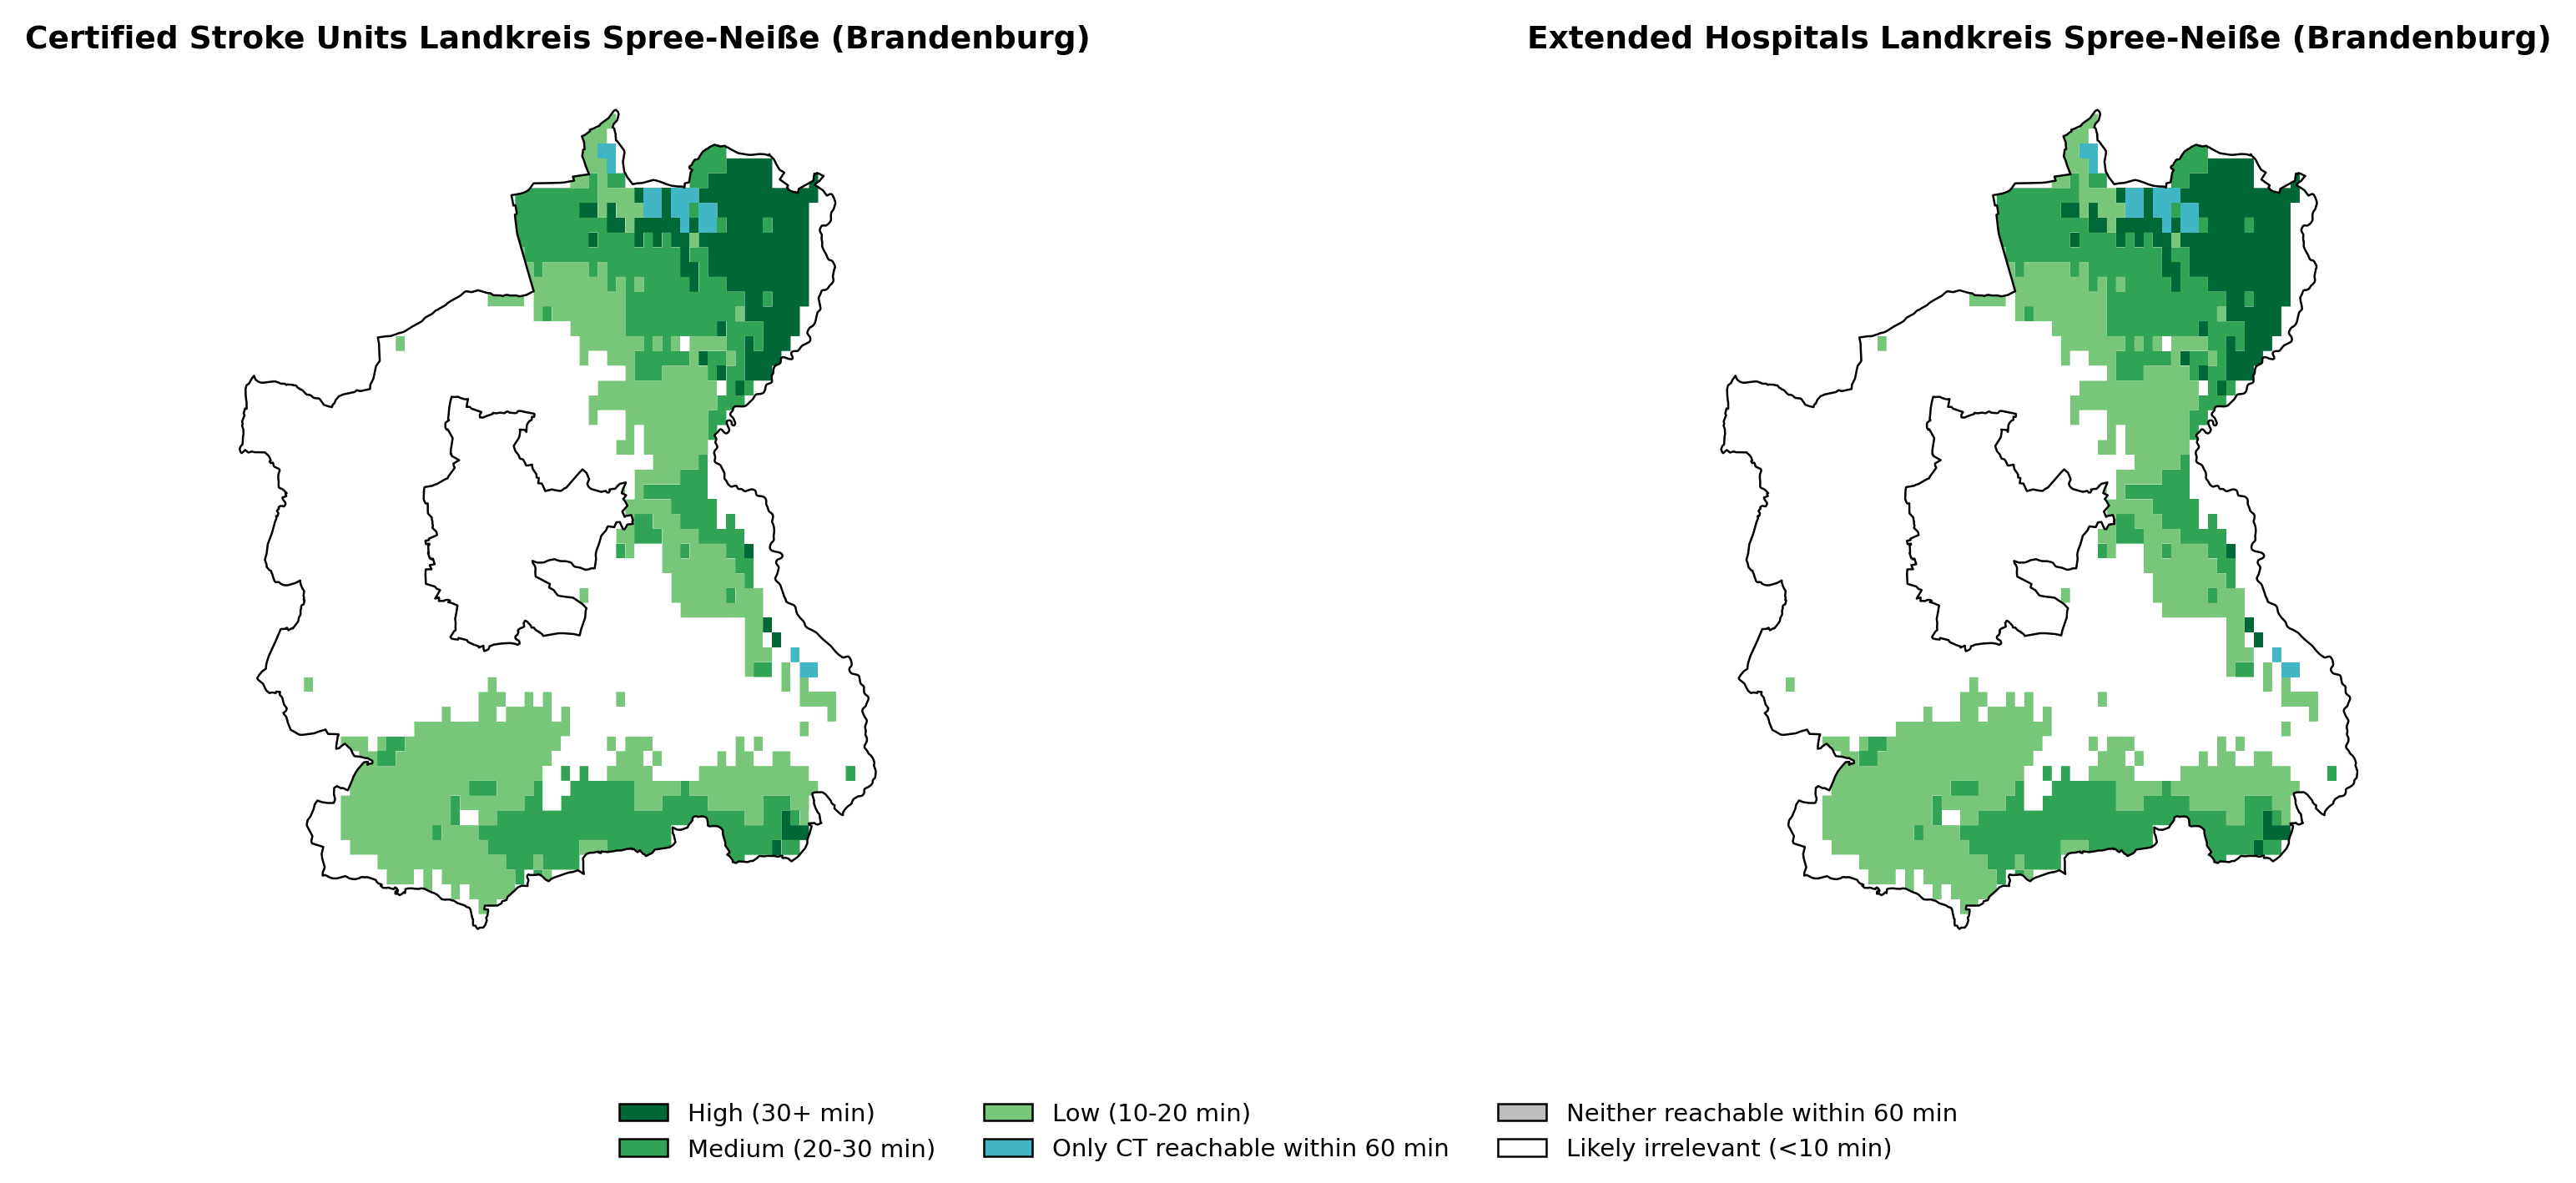 Certified Stroke Units Landkreis Spree-Neiße (Brandenburg)
Extended Hospitals Landkreis Spree-Neiße (Brandenburg)
High (30+ min)
Medium (20-30 min)
Low (10-20 min)
Only CT reachable within 60 min
Neither reachable within 60 min
Likely irrelevant (<10 min)